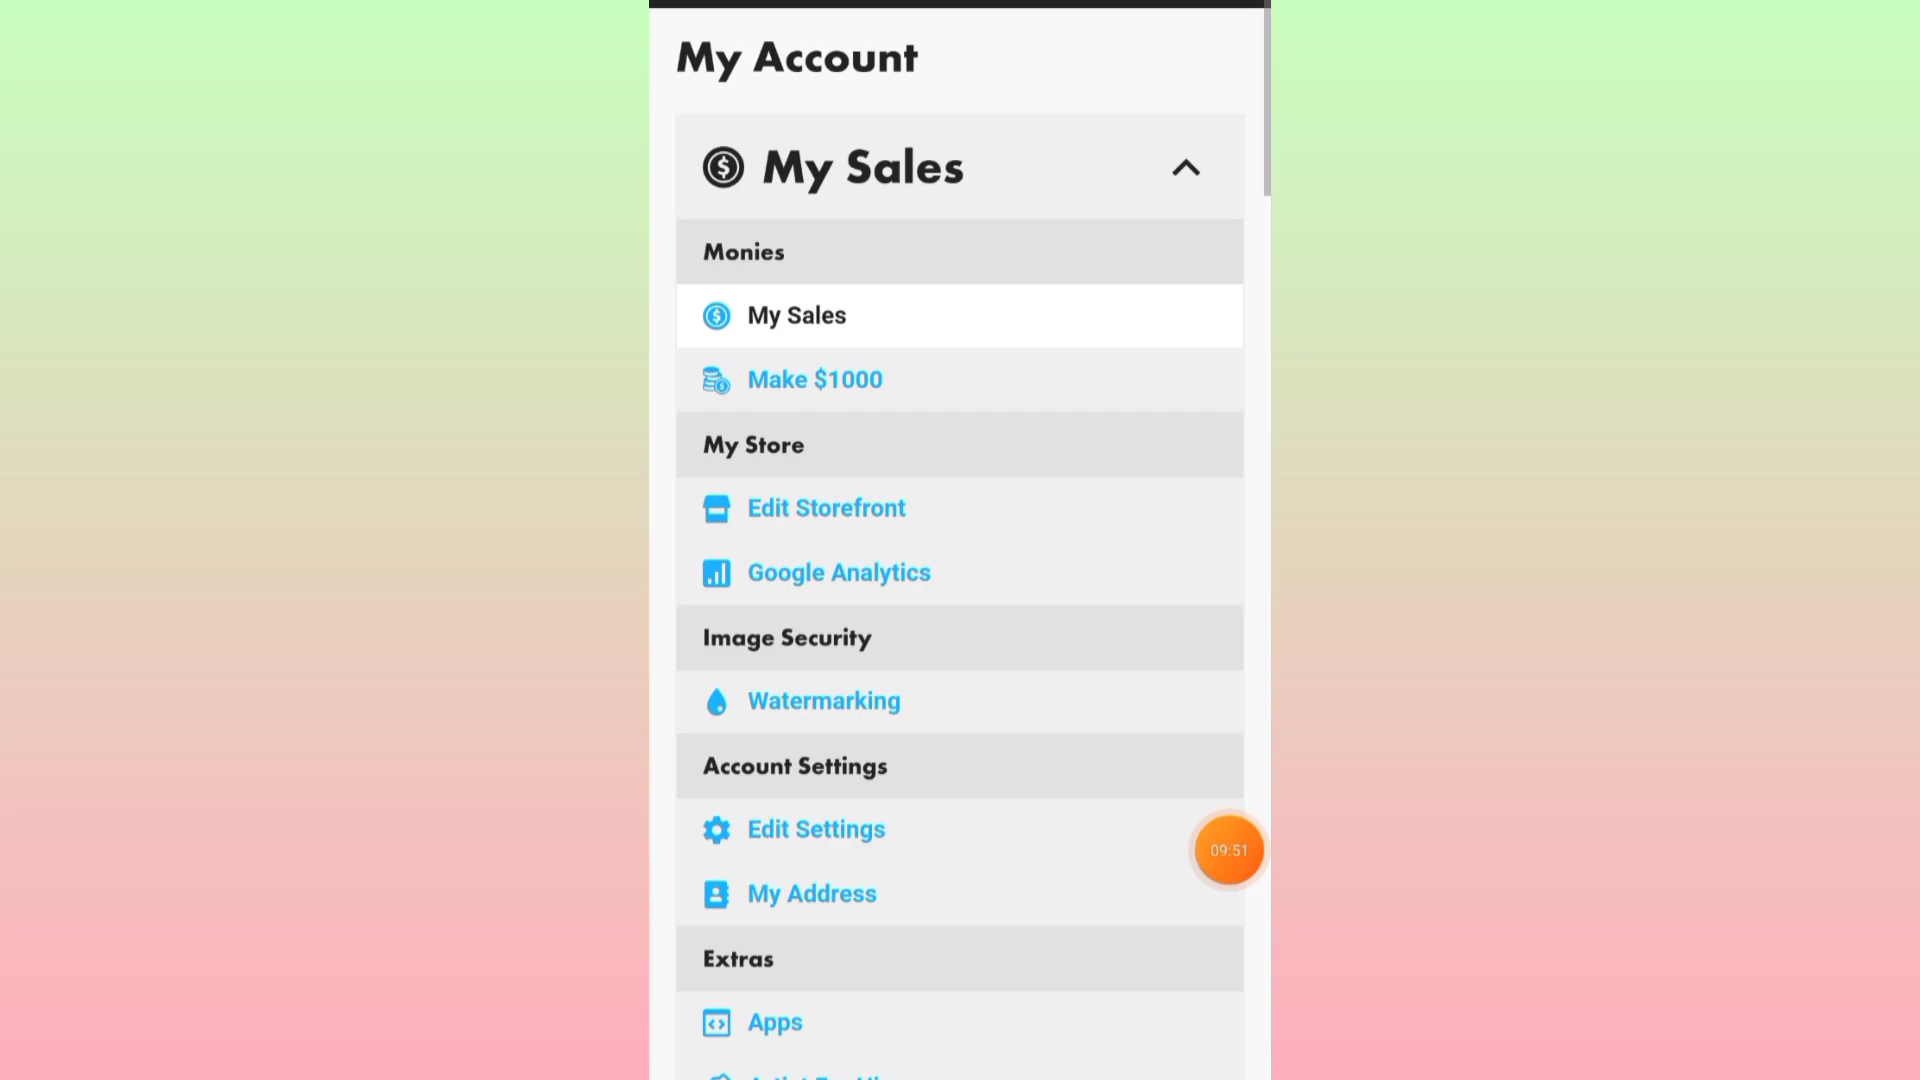 My Account
My Sales
Monies
My Sales
Make $1000
My Store
Edit Storefront
Google Analytics
Image Security
Watermarking
Account Settings
Edit Settings
09:51
My Address
Extras
Apps